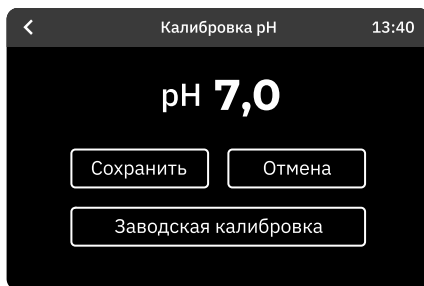 Калибровка pH 13:40
pH 7,0
Сохранить Отмена
Заводская калибровка